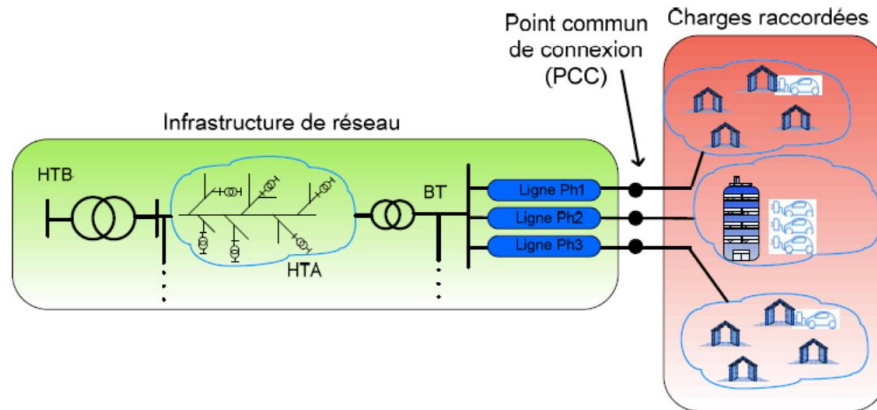 Charges raccordées
Point commun
de connexion
(PCC)
Infrastructure de réseau
HTB
BT
Ligne Ph1
Ligne Ph2
Ligne Ph3
HTA